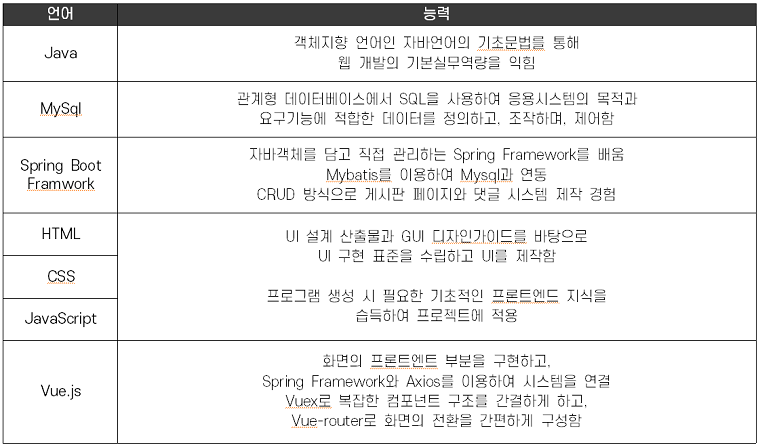 언어
능력
Java
객체지향 언어인 자바언어의 기초문법를 통해
웹 개발의 기본실무역량을 익힘
MySql
관계형 데이터베이스에서 SQL을 사용하여 응용시스템의 목적과
요구기능에 적합한 데이터를 정의하고, 조작하며, 제어함
Spring Boot
Framwork
자바객체를 담고 직접 관리하는 Spring Framework를 배움
Mybatis를 이용하여 Mysql과 연동
CRUD 방식으로 게시판 페이지와 댓글 시스템 제작 경험
HTML
CSS
JavaScript
UI 설계 산출물과 GUI 디자인가이드를 바탕으로
UI 구현 표준을 수립하고 UI를 제작함
프로그램 생성 시 필요한 기초적인 프론트엔드 지식을
습득하여 프로젝트에 적용
Vue.js
화면의 프론트엔트 부분을 구현하고,
Spring Framework와 Axios를 이용하여 시스템을 연결
Vuex로 복잡한 컴포넌트 구조를 간결하게 하고,
Vue-router로 화면의 전환을 간편하게 구성함